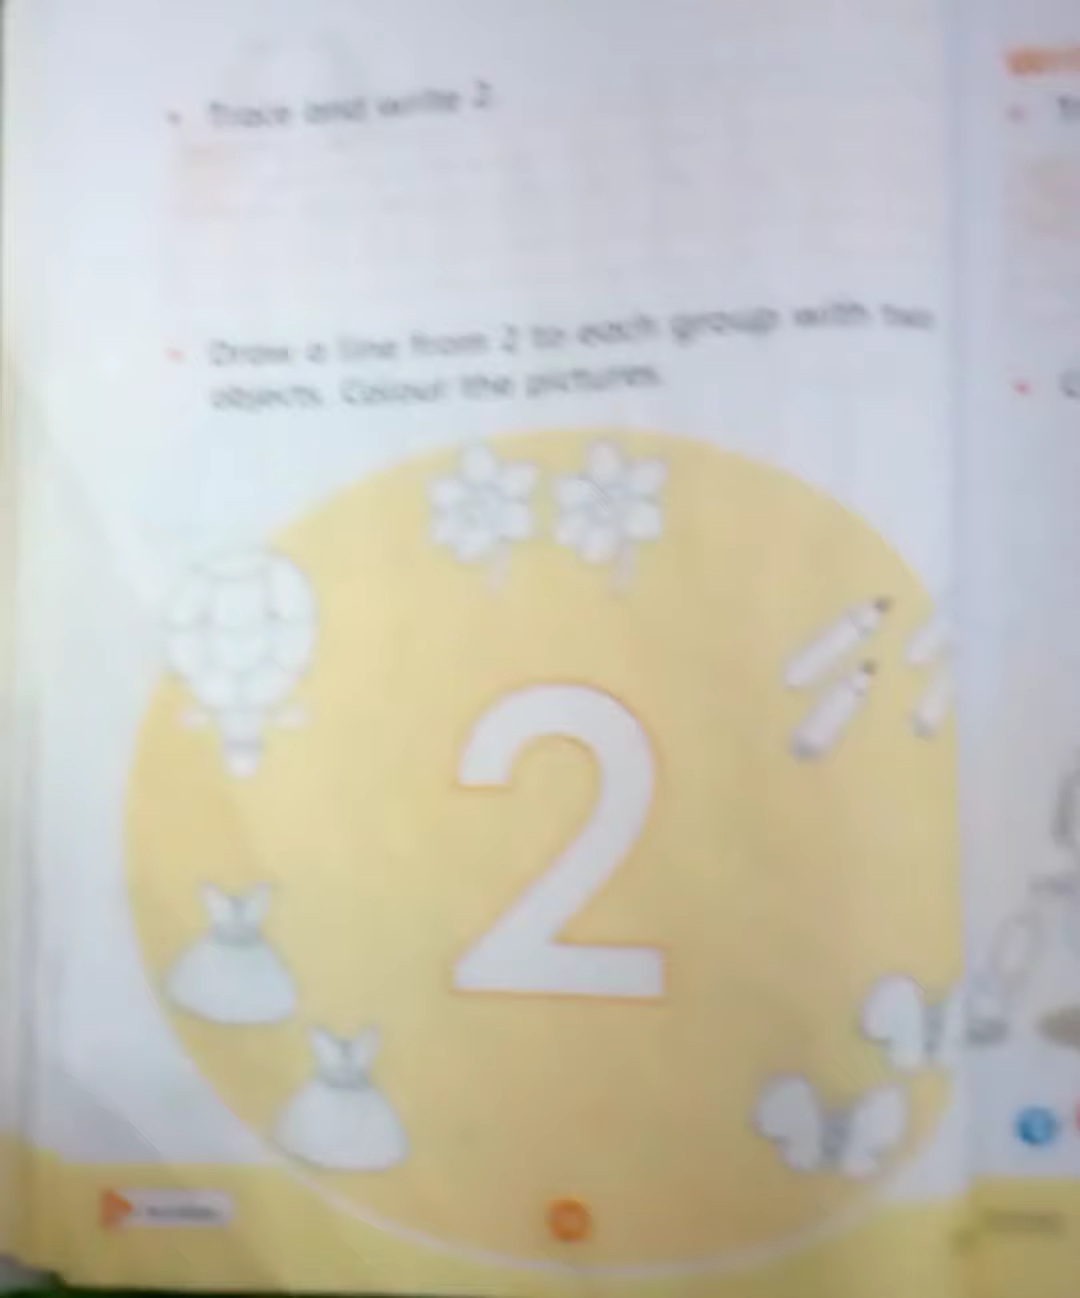 Trace and write 2.
Draw a line from 2 to each group with two
objects. Colour the pictures.
2